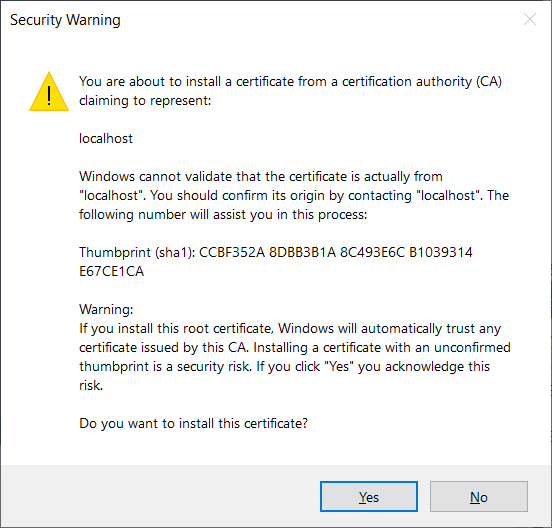 Security Warning
You are about to install a certificate from a certification authority (CA)
claiming to represent:
localhost
Windows cannot validate that the certificate is actually from
"localhost". You should confirm its origin by contacting "localhost". The
following number will assist you in this process:
Thumbprint (sha1): CCBF352A 8DBB3B1A 8C493E6C B1039314
E67CE1CA
Warning:
If you install this root certificate, Windows will automatically trust any
certificate issued by this CA. Installing a certificate with an unconfirmed
thumbprint is a security risk. If you click "Yes" you acknowledge this
risk.
Do you want to install this certificate?
Yes
No